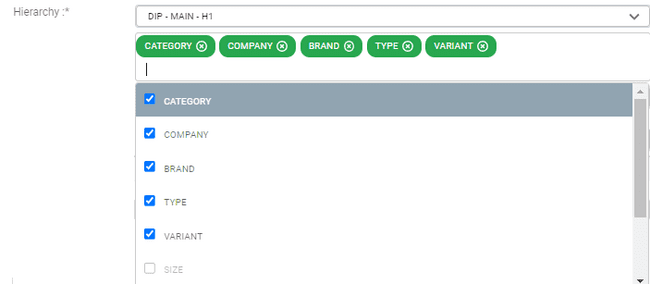 Hierarchy :*
DIP - MAIN - H1
CATEGORY COMPANY BRAND TYPE VARIANT
CATEGORY
COMPANY
BRAND
TYPE
VARIANT
SIZE